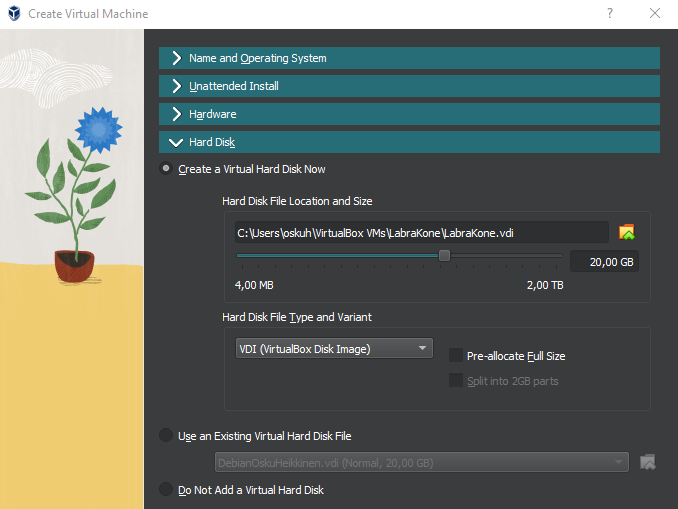 Create Virtual Machine
Name and Operating System
Unattended Install
Hardware
Hard Disk
Create a Virtual Hard Disk Now
Hard Disk File Location and Size
C:\Users\oskuh\VirtualBox VMs\LabraKone\LabraKone.vdi
20,00 GB
4,00 MB 2,00 TB
Hard Disk File Type and Variant
VDI (VirtualBox Disk Image)
Pre-allocate Full Size
Split into 2GB parts
Use an Existing Virtual Hard Disk File
DebianOskuHeikkinen.vdi (Normal, 20,00 GB)
Do Not Add a Virtual Hard Disk